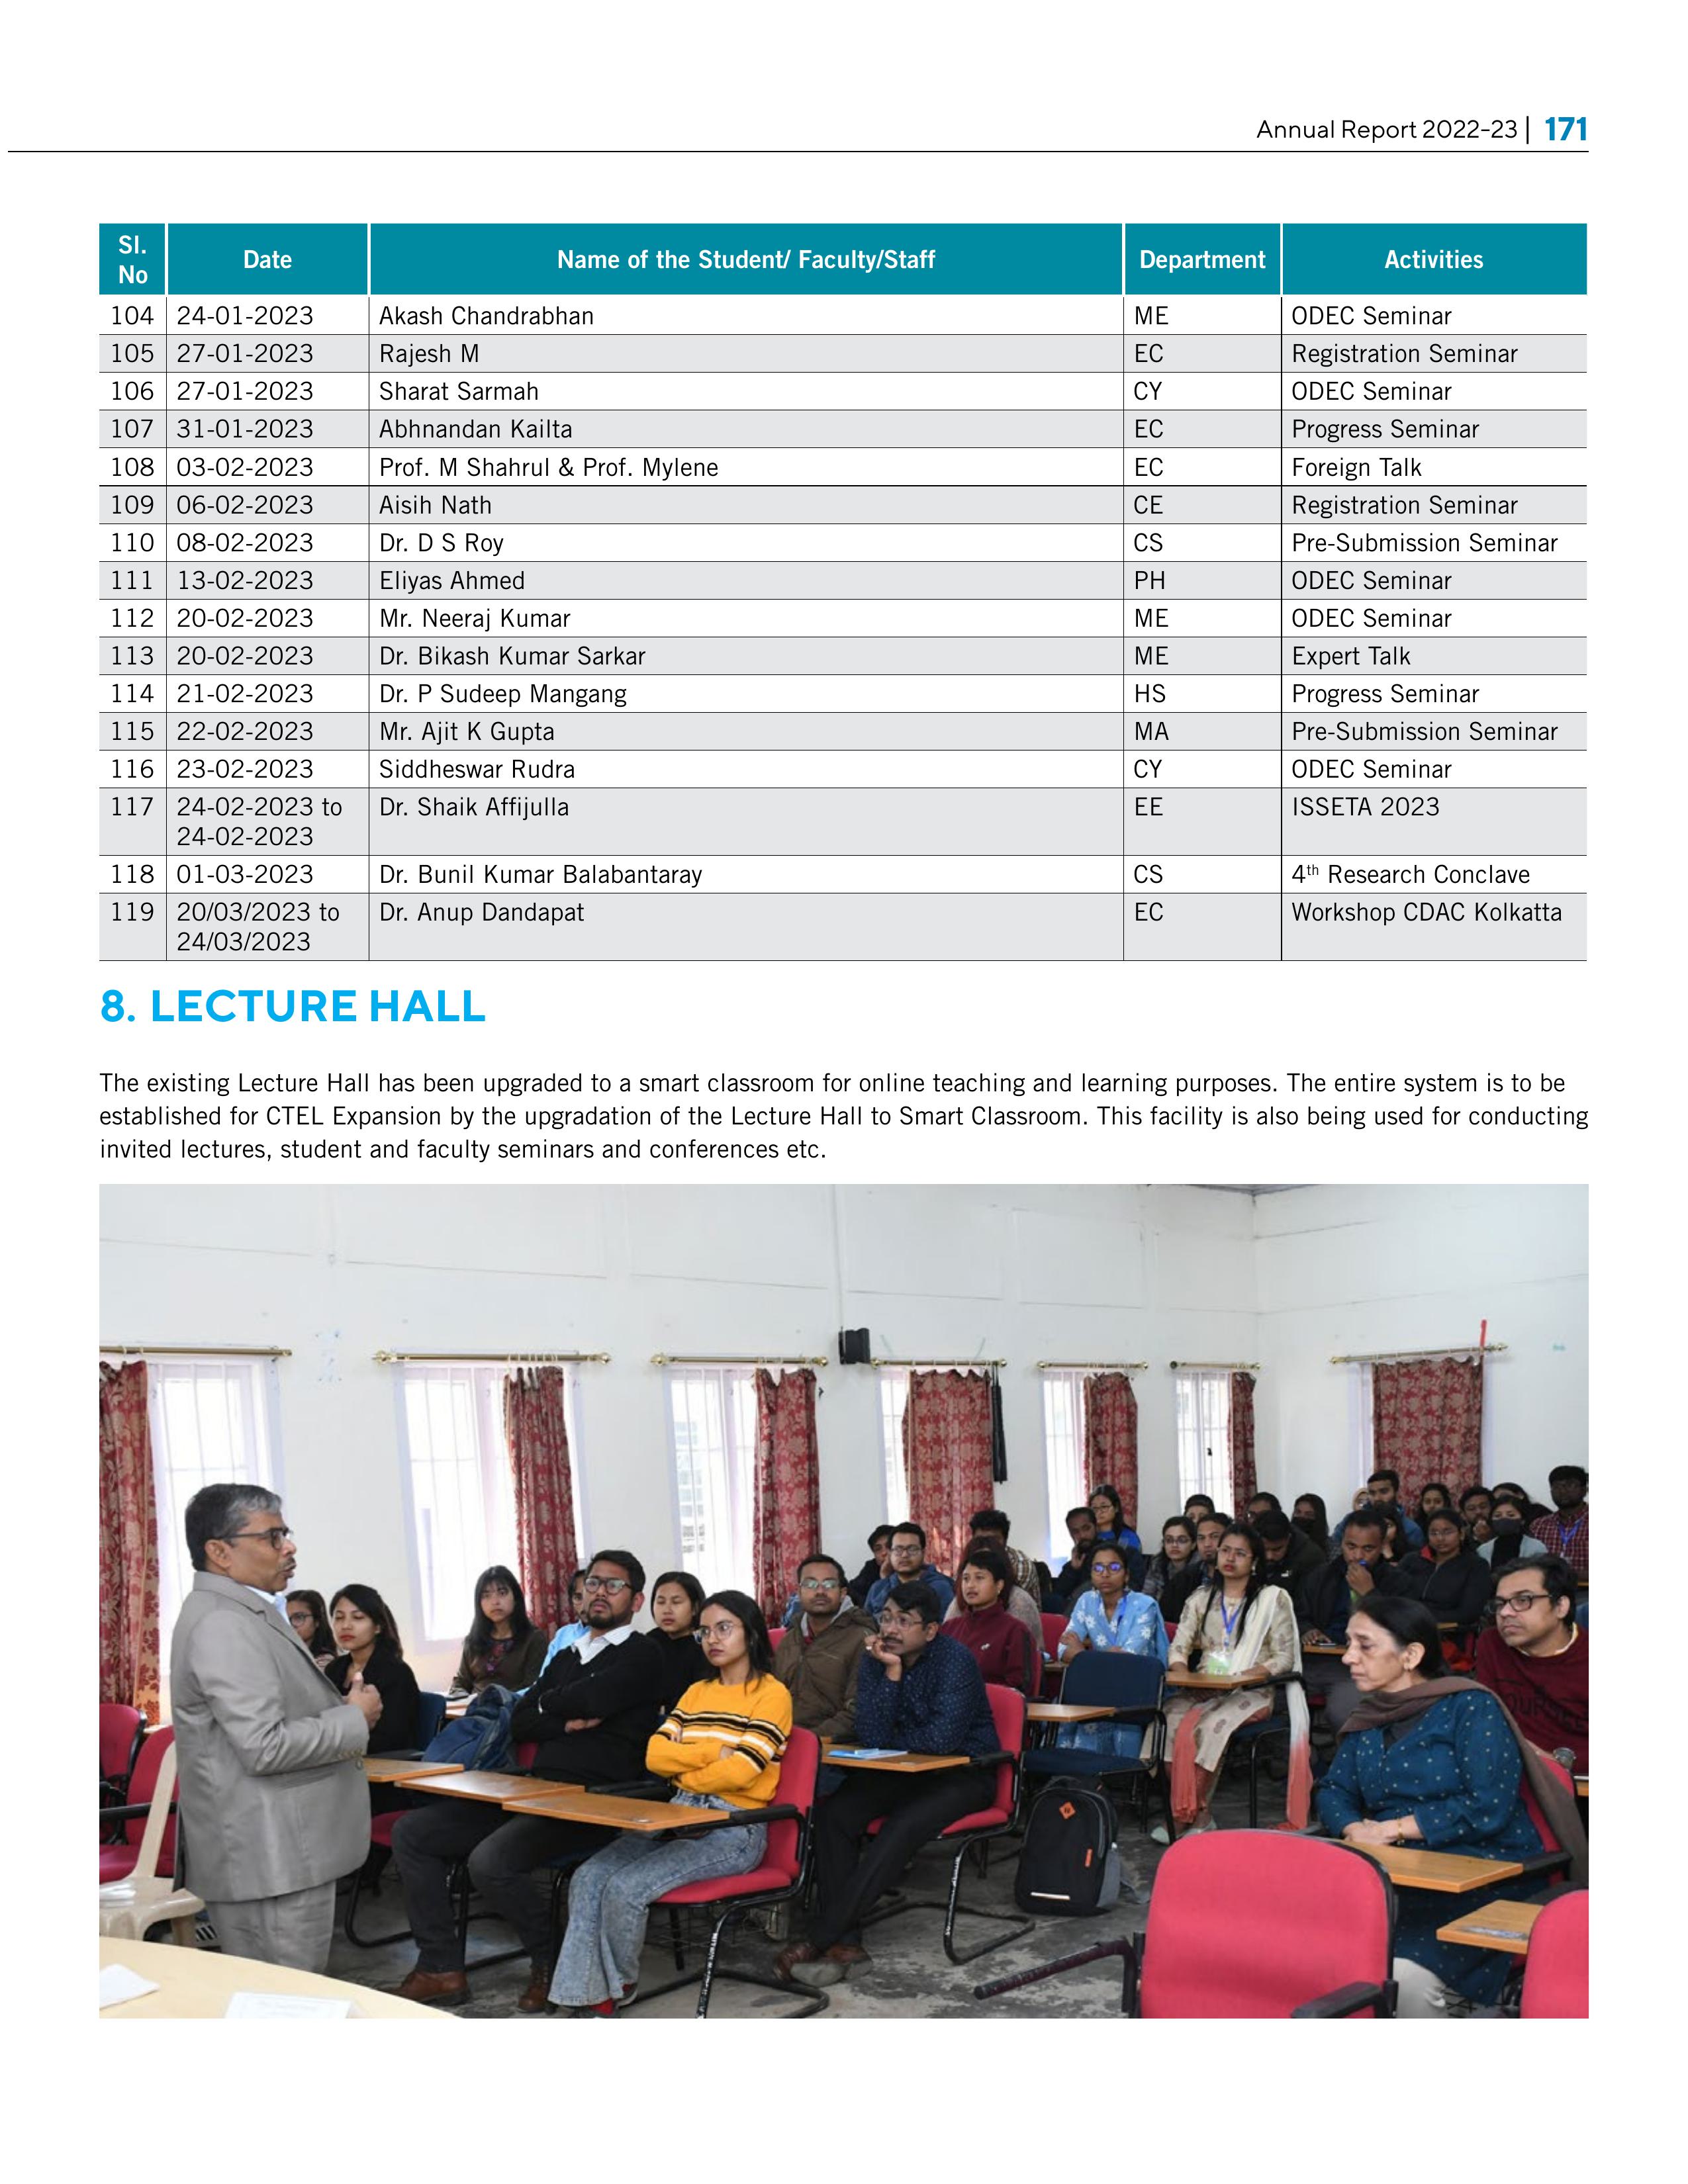 Annual Report 2022-23 | 171
Sl. No Date Name of the Student/ Faculty/Staff Department Activities
104 24-01-2023 Akash Chandrabhan ME ODEC Seminar
105 27-01-2023 Rajesh M EC Registration Seminar
106 27-01-2023 Sharat Sarmah CY ODEC Seminar
107 31-01-2023 Abhnandan Kailta EC Progress Seminar
108 03-02-2023 Prof. M Shahrul & Prof. Mylene EC Foreign Talk
109 06-02-2023 Aisih Nath CE Registration Seminar
110 08-02-2023 Dr. D S Roy CS Pre-Submission Seminar
111 13-02-2023 Eliyas Ahmed PH ODEC Seminar
112 20-02-2023 Mr. Neeraj Kumar ME ODEC Seminar
113 20-02-2023 Dr. Bikash Kumar Sarkar ME Expert Talk
114 21-02-2023 Dr. P Sudeep Mangang HS Progress Seminar
115 22-02-2023 Mr. Ajit K Gupta MA Pre-Submission Seminar
116 23-02-2023 Siddheswar Rudra CY ODEC Seminar
117 24-02-2023 to Dr. Shaik Affijulla EE ISSETA 2023
24-02-2023
118 01-03-2023 Dr. Bunil Kumar Balabantaray CS 4th Research Conclave
119 20/03/2023 to Dr. Anup Dandapat EC Workshop CDAC Kolkatta
24/03/2023
8. LECTURE HALL
The existing Lecture Hall has been upgraded to a smart classroom for online teaching and learning purposes. The entire system is to be
established for CTEL Expansion by the upgradation of the Lecture Hall to Smart Classroom. This facility is also being used for conducting
invited lectures, student and faculty seminars and conferences etc.